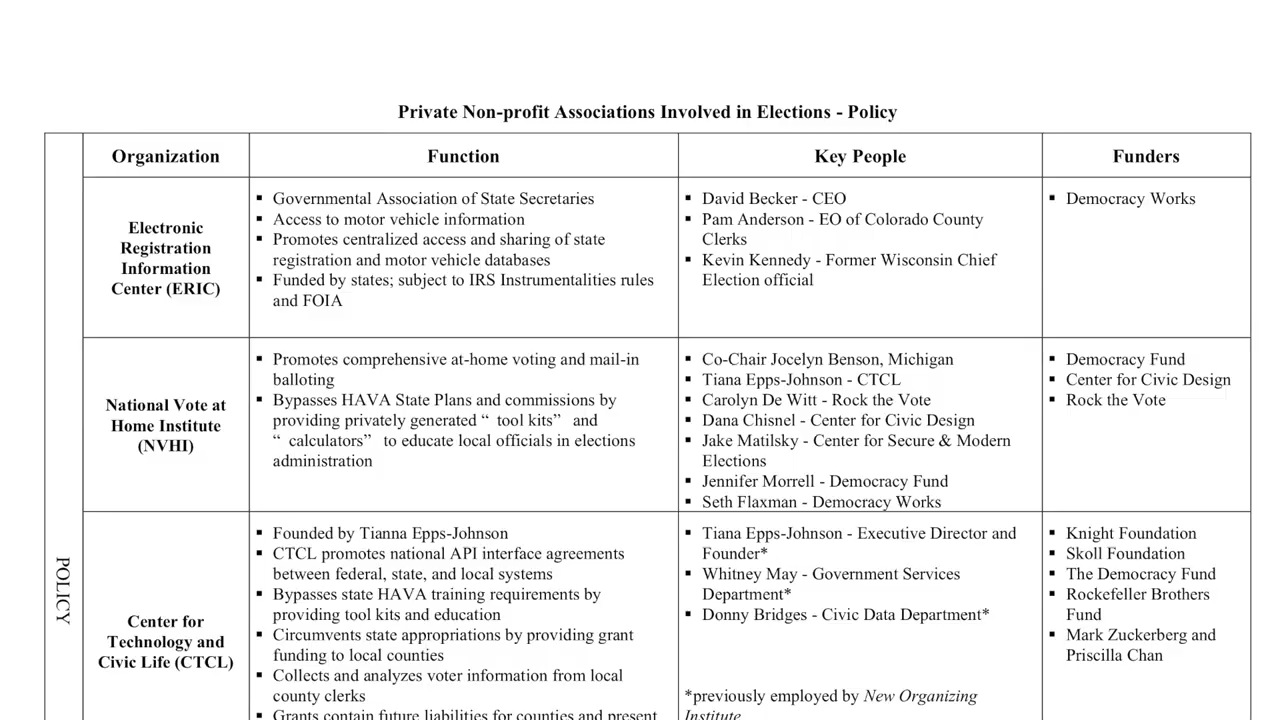 Private Non-profit Associations Involved in Elections - Policy
Organization
Function
Key People
Funders
POLICY
Electronic
Registration
Information
Center (ERIC)
▪ Governmental Association of State Secretaries
▪ Access to motor vehicle information
▪ Promotes centralized access and sharing of state
registration and motor vehicle databases
▪ Funded by states; subject to IRS Instrumentalities rules
and FOIA
▪ David Becker - CEO
▪ Pam Anderson - EO of Colorado County
Clerks
▪ Kevin Kennedy - Former Wisconsin Chief
Election official
▪ Democracy Works
National Vote at
Home Institute
(NVHI)
▪ Promotes comprehensive at-home voting and mail-in
balloting
▪ Bypasses HAVA State Plans and commissions by
providing privately generated “ tool kits” and
“ calculators” to educate local officials in elections
administration
▪ Co-Chair Jocelyn Benson, Michigan
▪ Tiana Epps-Johnson - CTCL
▪ Carolyn De Witt - Rock the Vote
▪ Dana Chisnel - Center for Civic Design
▪ Jake Matilsky - Center for Secure & Modern
Elections
▪ Jennifer Morrell - Democracy Fund
▪ Seth Flaxman - Democracy Works
▪ Democracy Fund
▪ Center for Civic Design
▪ Rock the Vote
Center for
Technology and
Civic Life (CTCL)
▪ Founded by Tianna Epps-Johnson
▪ CTCL promotes national API interface agreements
between federal, state, and local systems
▪ Bypasses state HAVA training requirements by
providing tool kits and education
▪ Circumvents state appropriations by providing grant
funding to local counties
▪ Collects and analyzes voter information from local
county clerks
▪ Grants contain future liabilities for counties and present
▪ Tiana Epps-Johnson - Executive Director and
Founder*
▪ Whitney May - Government Services
Department*
▪ Donny Bridges - Civic Data Department*
*previously employed by New Organizing
Institute
▪ Knight Foundation
▪ Skoll Foundation
▪ The Democracy Fund
▪ Rockefeller Brothers
Fund
▪ Mark Zuckerberg and
Priscilla Chan